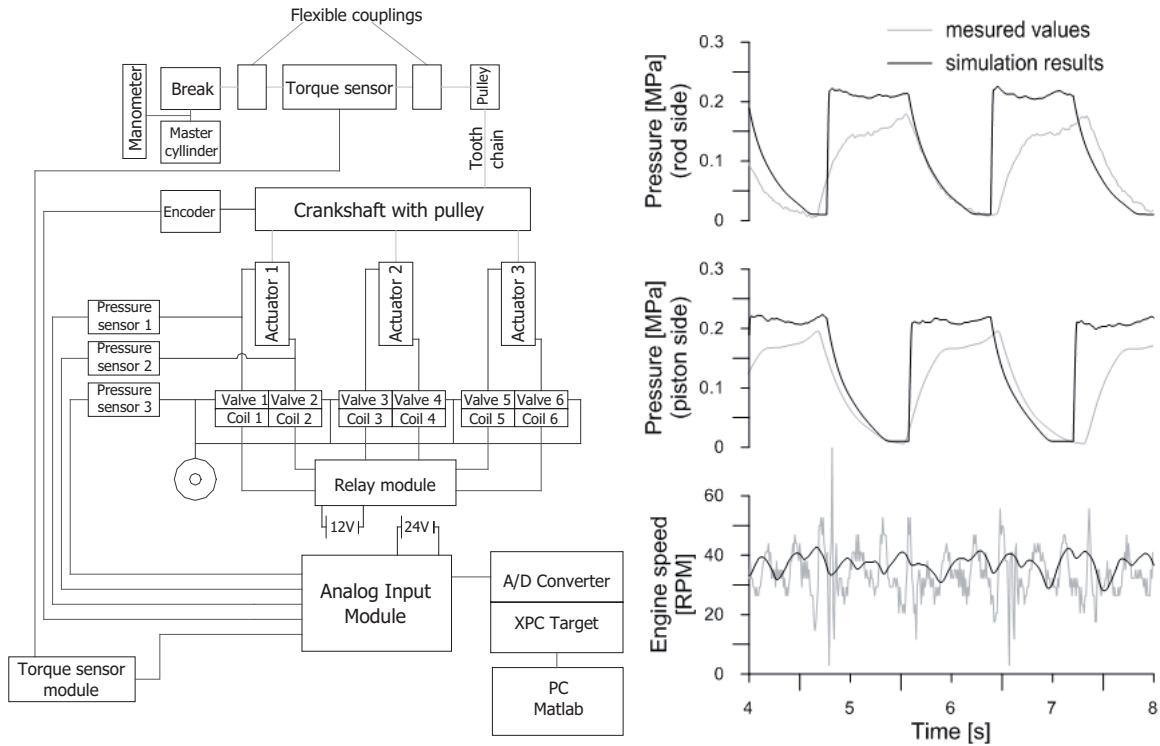 Flexible couplings
Manometer
Break
Torque sensor
Pulley
Master
cyllinder
Tooth
chain
Encoder
Crankshaft with pulley
Actuator 1
Actuator 2
Actuator 3
Pressure
sensor 1
Pressure
sensor 2
Pressure
sensor 3
Valve 1 Valve 2
Coil 1 Coil 2
Valve 3 Valve 4
Coil 3 Coil 4
Valve 5 Valve 6
Coil 5 Coil 6
Relay module
12V
24V
Analog Input
Module
A/D Converter
XPC Target
PC
Matlab
Torque sensor
module
mesured values
simulation results
Pressure [MPa]
(rod side)
0.3
0.2
0.1
0
Pressure [MPa]
(piston side)
0.3
0.2
0.1
0
Engine speed
[RPM]
60
40
20
0
4 5 6 7 8
Time [s]